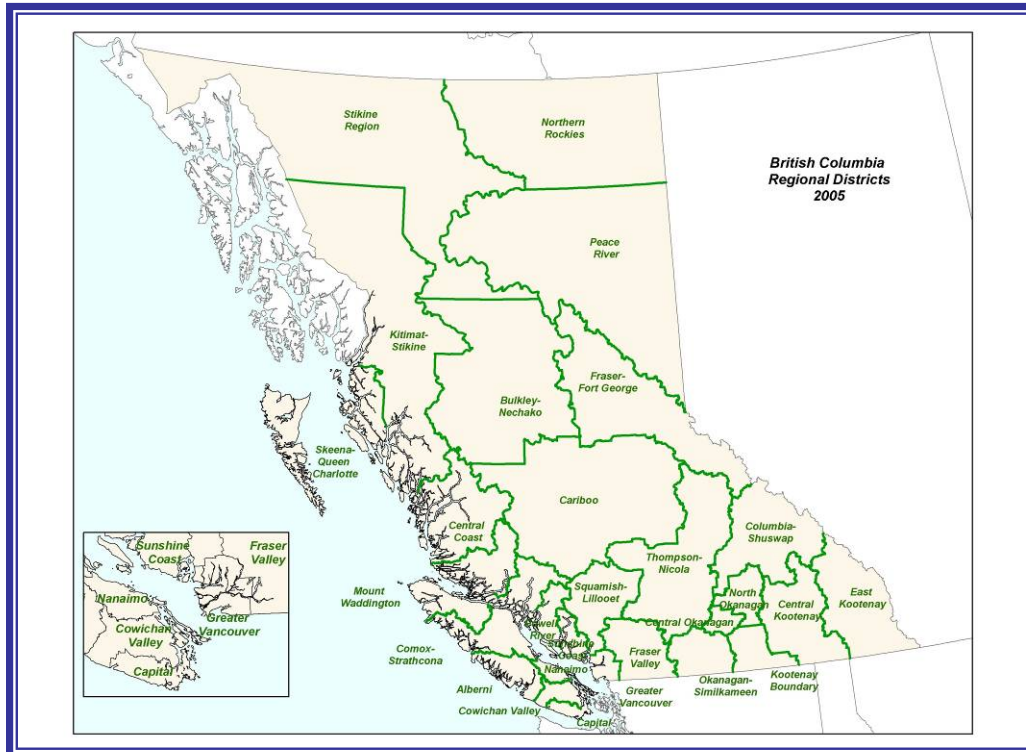 Stikine
Region
Northern
Rockies
British Columbia
Regional Districts
2005
Peace
River
Kitimat-
Stikine
Fraser-
Fort George
Bulkley-
Nechako
Skeena-
Queen
Charlotte
Cariboo
Central
Coast
Columbia-
Shuswap
Thompson-
Nicola
Squamish-
Lillooet
Mount
Waddington
North
Okanagan
Central
Kootenay
East
Kootenay
Central Okanagan
Powell
River
Sunshine
Coast
Comox-
Strathcona
Fraser
Valley
Nanaimo
Alberni
Cowichan Valley
Capital
Greater
Vancouver
Okanagan-
Similkameen
Kootenay
Boundary
Sunshine
Coast
Fraser
Valley
Nanaimo
Greater
Vancouver
Cowichan
Valley
Capital